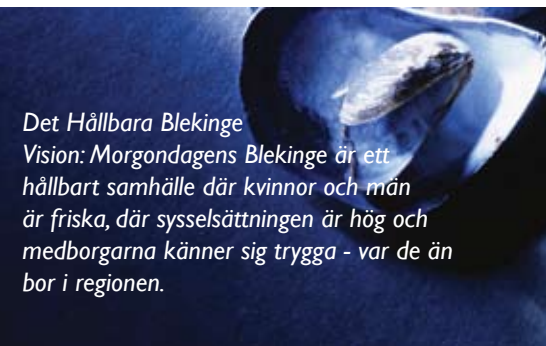 Det Hållbara Blekinge
Vision: Morgondagens Blekinge är ett
hållbart samhälle där kvinnor och män
är friska, där sysselsättningen är hög och
medborgarna känner sig trygga - var de än
bor i regionen.